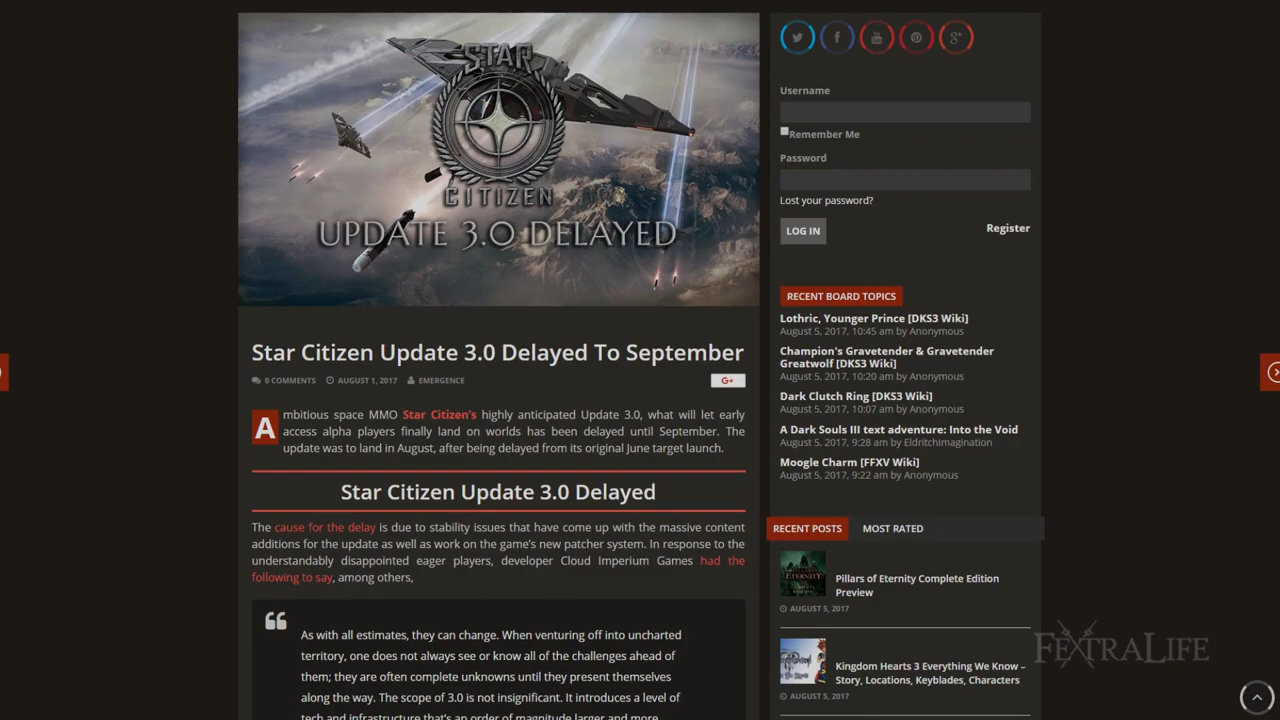 STAR
CITIZEN
UPDATE 3.0 DELAYED
Star Citizen Update 3.0 Delayed To September
0 COMMENTS AUGUST 1, 2017 EMERGENCE
G+
Ambitious space MMO Star Citizen's highly anticipated Update 3.0, what will let early
access alpha players finally land on worlds has been delayed until September. The
update was to land in August, after being delayed from its original June target launch.
Star Citizen Update 3.0 Delayed
The cause for the delay is due to stability issues that have come up with the massive content
additions for the update as well as work on the game's new patcher system. In response to the
understandably disappointed eager players, developer Cloud Imperium Games had the
following to say, among others,
As with all estimates, they can change. When venturing off into uncharted
territory, one does not always see or know all of the challenges ahead of
them; they are often complete unknowns until they present themselves
along the way. The scope of 3.0 is not insignificant. It introduces a level of
tech and infrastructure that's an order of magnitude larger and more
Username
Remember Me
Password
Lost your password?
LOG IN
Register
RECENT BOARD TOPICS
Lothric, Younger Prince [DKS3 Wiki]
August 5, 2017, 10:45 am by Anonymous
Champion's Gravetender & Gravetender
Greatwolf [DKS3 Wiki]
August 5, 2017, 10:20 am by Anonymous
Dark Clutch Ring [DKS3 Wiki]
August 5, 2017, 10:07 am by Anonymous
A Dark Souls III text adventure: Into the Void
August 5, 2017, 9:28 am by EldritchImagination
Moogle Charm [FFXV Wiki]
August 5, 2017, 9:22 am by Anonymous
RECENT POSTS MOST RATED
ETERNITY
Pillars of Eternity Complete Edition
Preview
AUGUST 5, 2017
Kingdom Hearts 3 Everything We Know –
Story, Locations, Keyblades, Characters
AUGUST 5, 2017
FEXTRALIFE